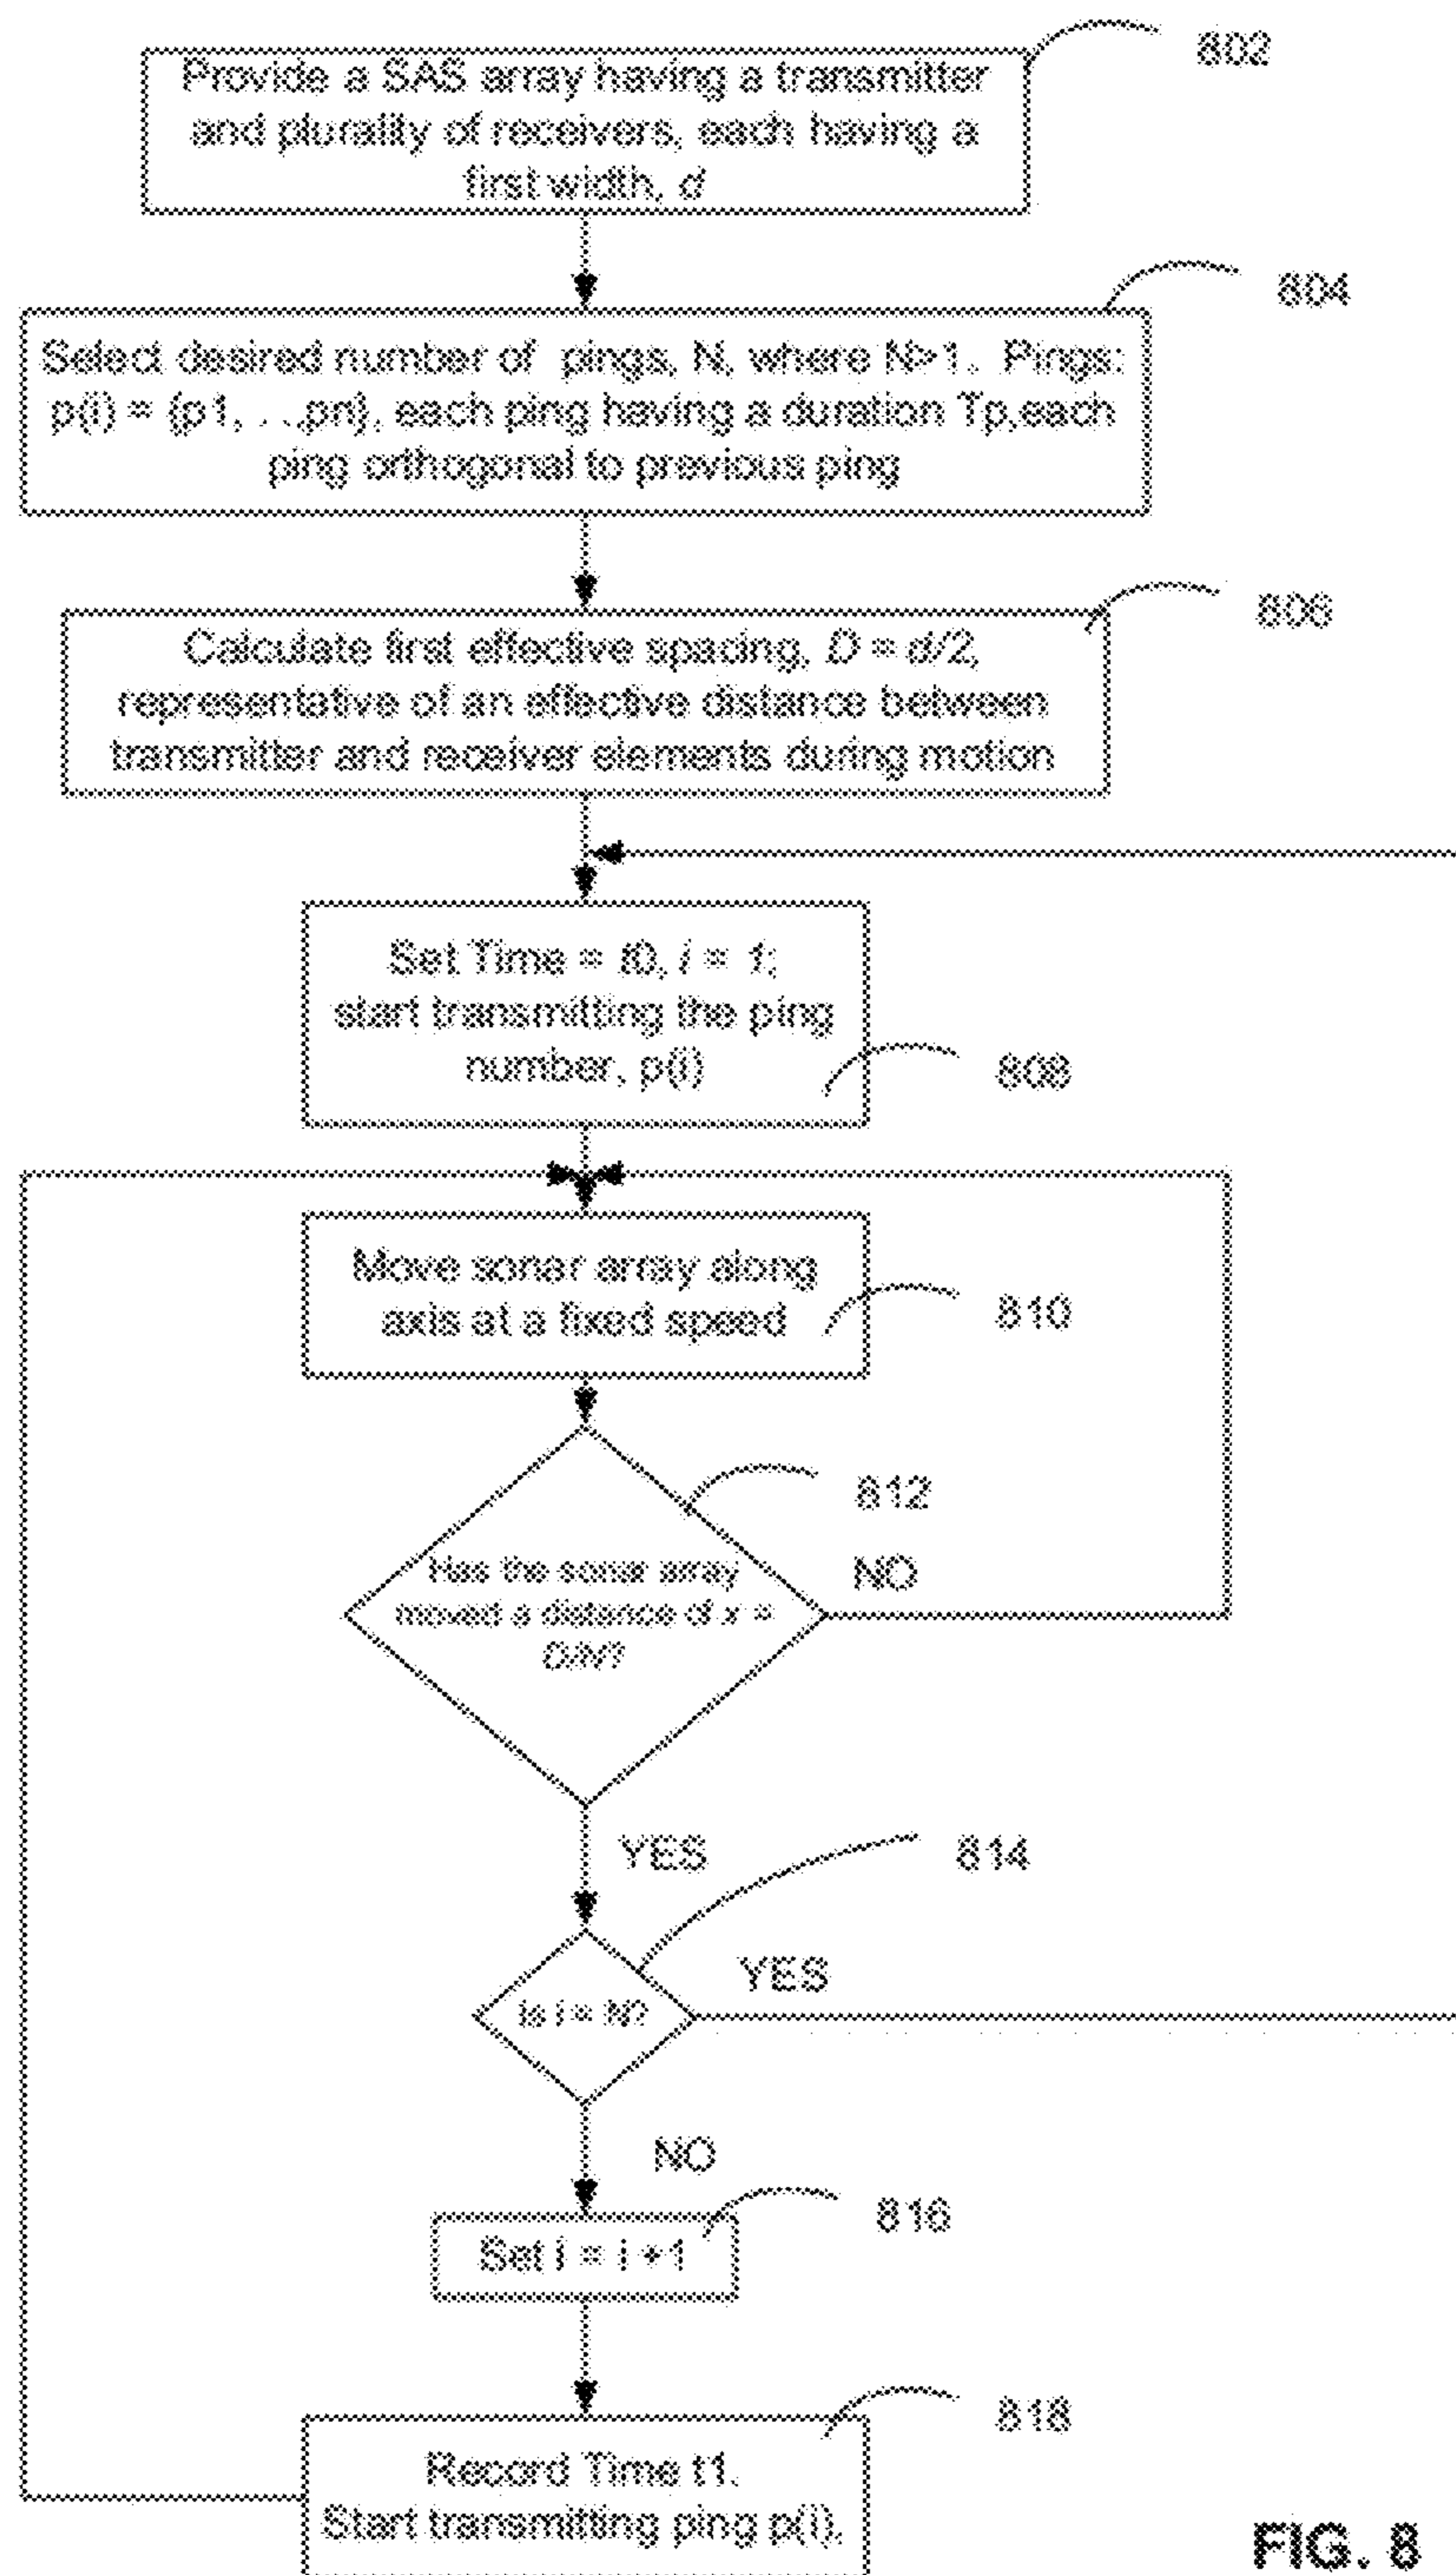 802
Provide a SAS array having a transmitter
and plurality of receivers, each having a
first width, d
804
Select desired number of pings, N, where N>1. Pings:
p(i) = {p1, . . .pn}, each ping having a duration Tp,each
ping orthogonal to previous ping
806
Calculate first effective spacing, D = d/2,
representative of an effective distance between
transmitter and receiver elements during motion
Set Time = t0, i = 1;
start transmitting the ping
number, p(i)
808
Move sonar array along
axis at a fixed speed
810
812
Has the sonar array
moved a distance of x =
D/N?
NO
YES
814
YES
Is i = N?
NO
816
Set i = i +1
818
Record Time t1.
Start transmitting ping p(i).
FIG. 8